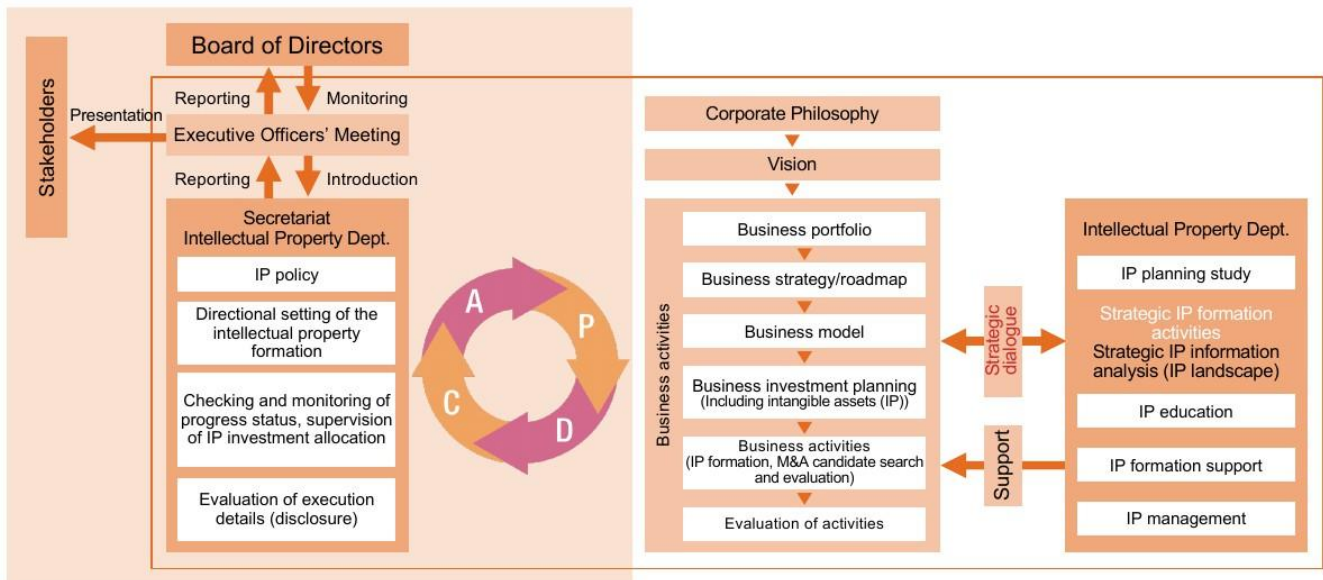 Stakeholders
Board of Directors
Reporting
Monitoring
Presentation
Executive Officers' Meeting
Reporting
Introduction
Secretariat
Intellectual Property Dept.
IP policy
Directional setting of the
intellectual property
formation
Checking and monitoring of
progress status, supervision
of IP investment allocation
Evaluation of execution
details (disclosure)
A
P
C
D
Corporate Philosophy
Vision
Business activities
Business portfolio
Business strategy/roadmap
Business model
Business investment planning
(Including intangible assets (IP))
Business activities
(IP formation, M&A candidate search
and evaluation)
Evaluation of activities
Strategic
dialogue
Support
Intellectual Property Dept.
IP planning study
Strategic IP formation
activities
Strategic IP information
analysis (IP landscape)
IP education
IP formation support
IP management